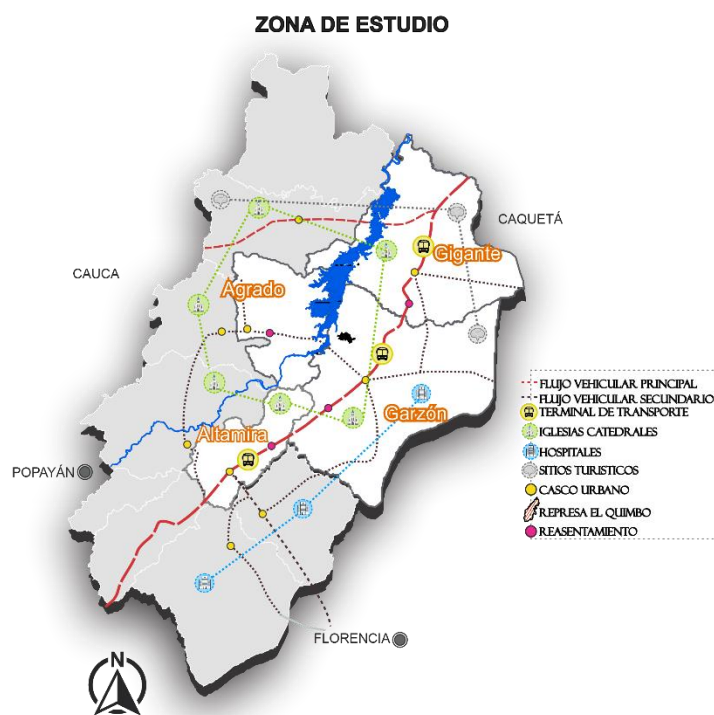 ZONA DE ESTUDIO
CAQUETÁ
Gigante
CAUCA
Agrado
Garzón
Altamira
POPAYÁN
FLORENCIA
N
FLUJO VEHICULAR PRINCIPAL
FLUJO VEHICULAR SECUNDARIO
TERMINAL DE TRANSPORTE
IGLESIAS CATEDRALES
HOSPITALES
SITIOS TURISTICOS
CASCO URBANO
REPRESA EL QUIMBO
REASENTAMIENTO